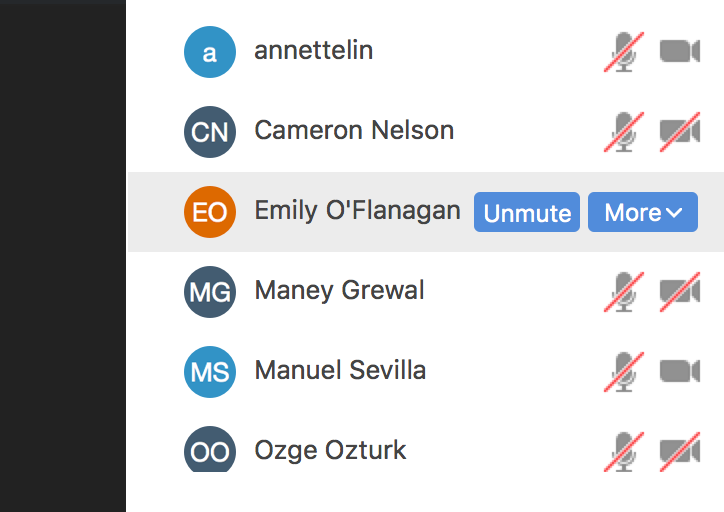 a annettelin
CN Cameron Nelson
EO Emily O'Flanagan Unmute More
MG Maney Grewal
MS Manuel Sevilla
OO Ozge Ozturk